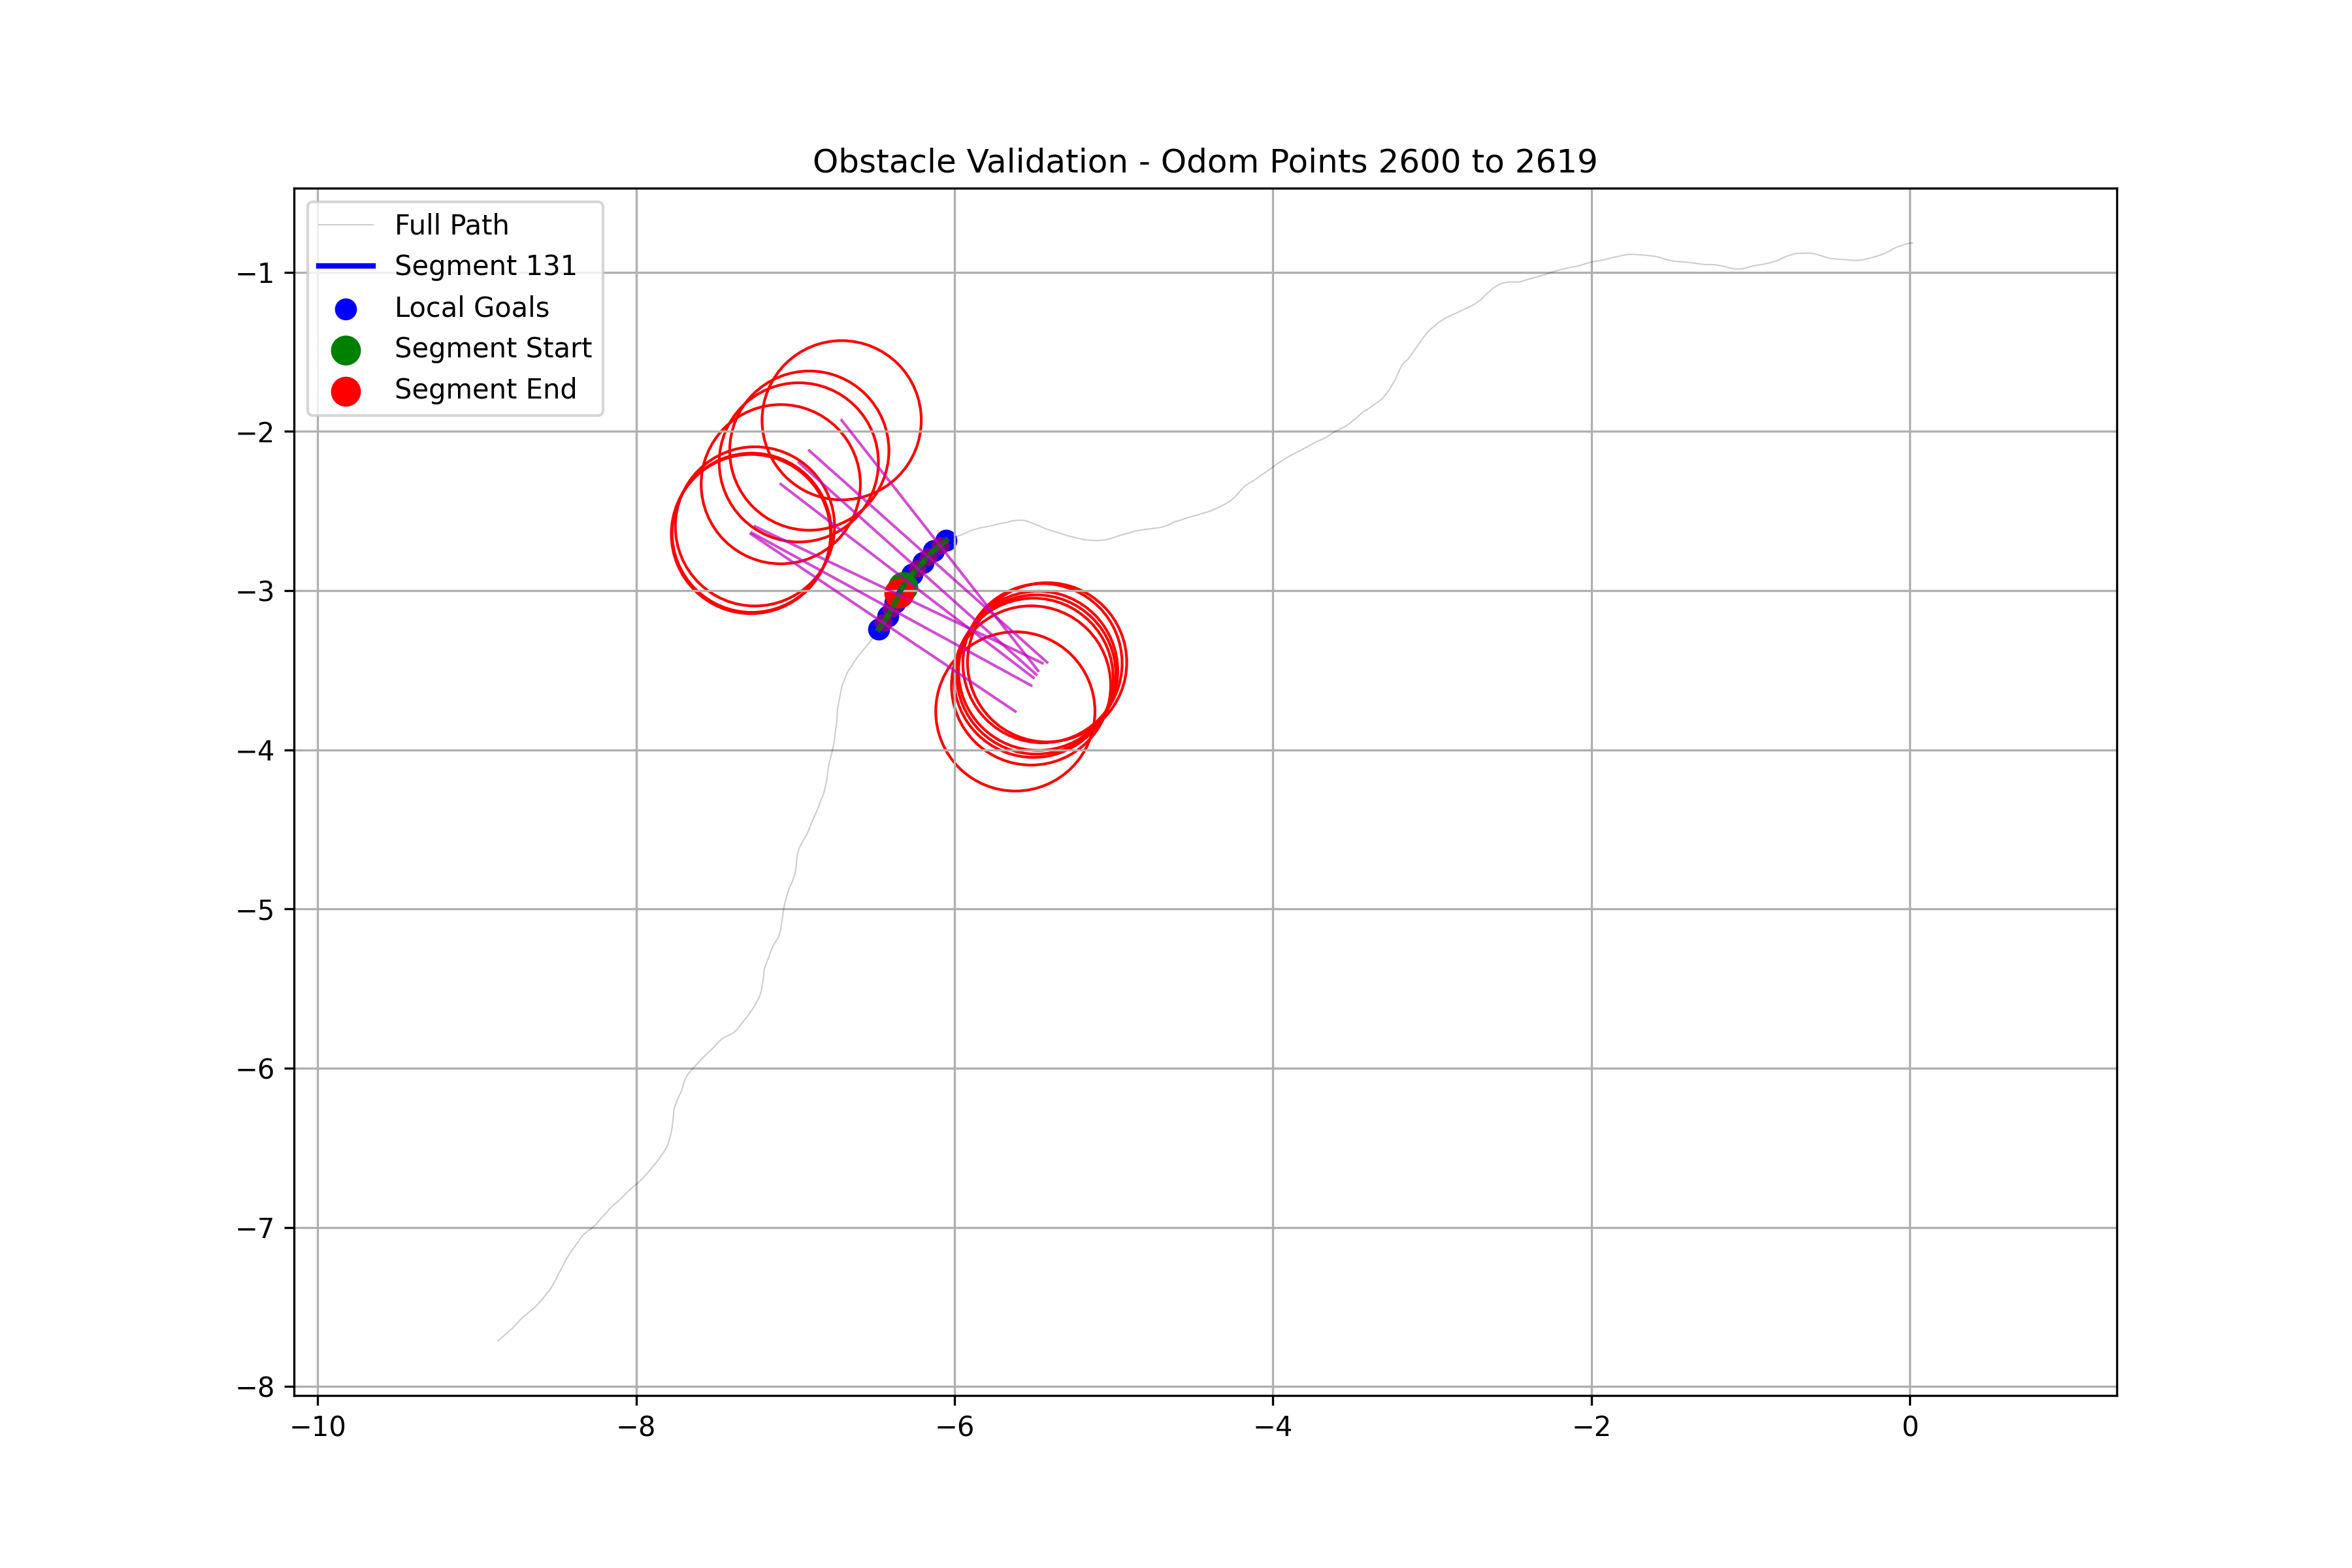 Obstacle Validation - Odom Points 2600 to 2619
Full Path
Segment 131
Local Goals
Segment Start
Segment End
−1
−2
−3
−4
−5
−6
−7
−8
−10
−8
−6
−4
−2
0